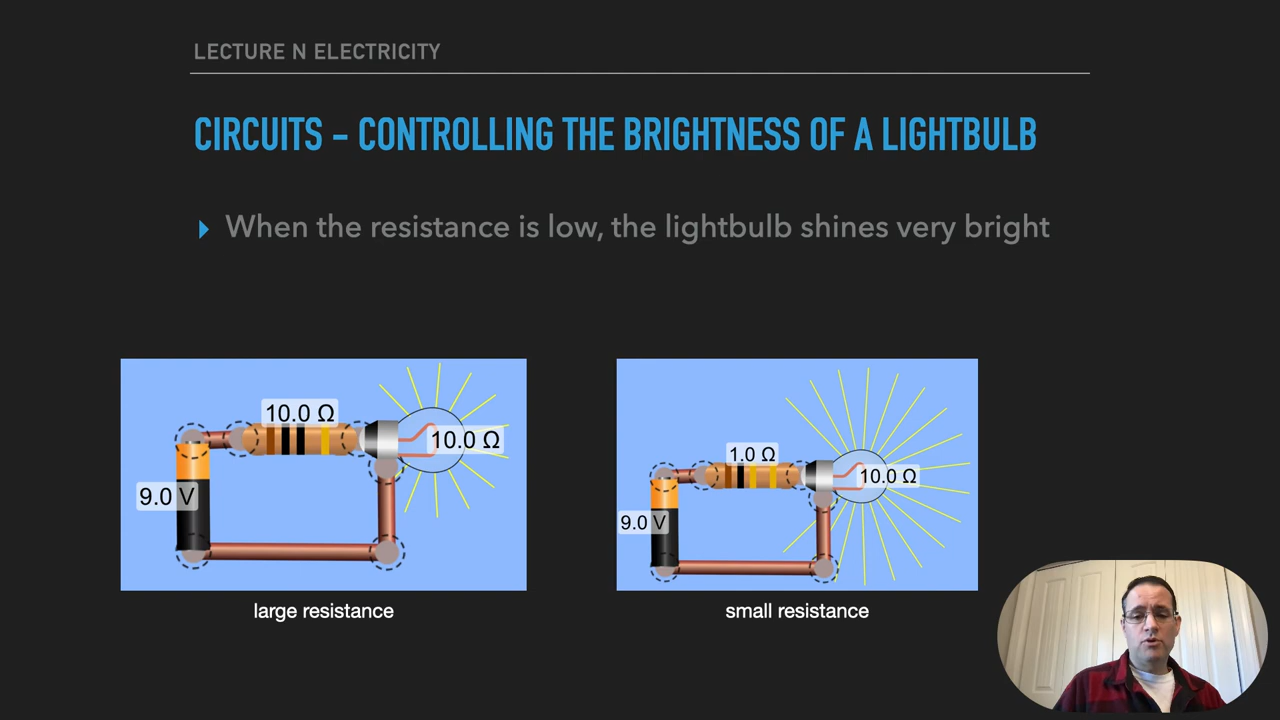 LECTURE N ELECTRICITY
CIRCUITS - CONTROLLING THE BRIGHTNESS OF A LIGHTBULB
When the resistance is low, the lightbulb shines very bright
10.0 Ω
10.0 Ω
9.0 V
large resistance
1.0 Ω
10.0 Ω
9.0 V
small resistance